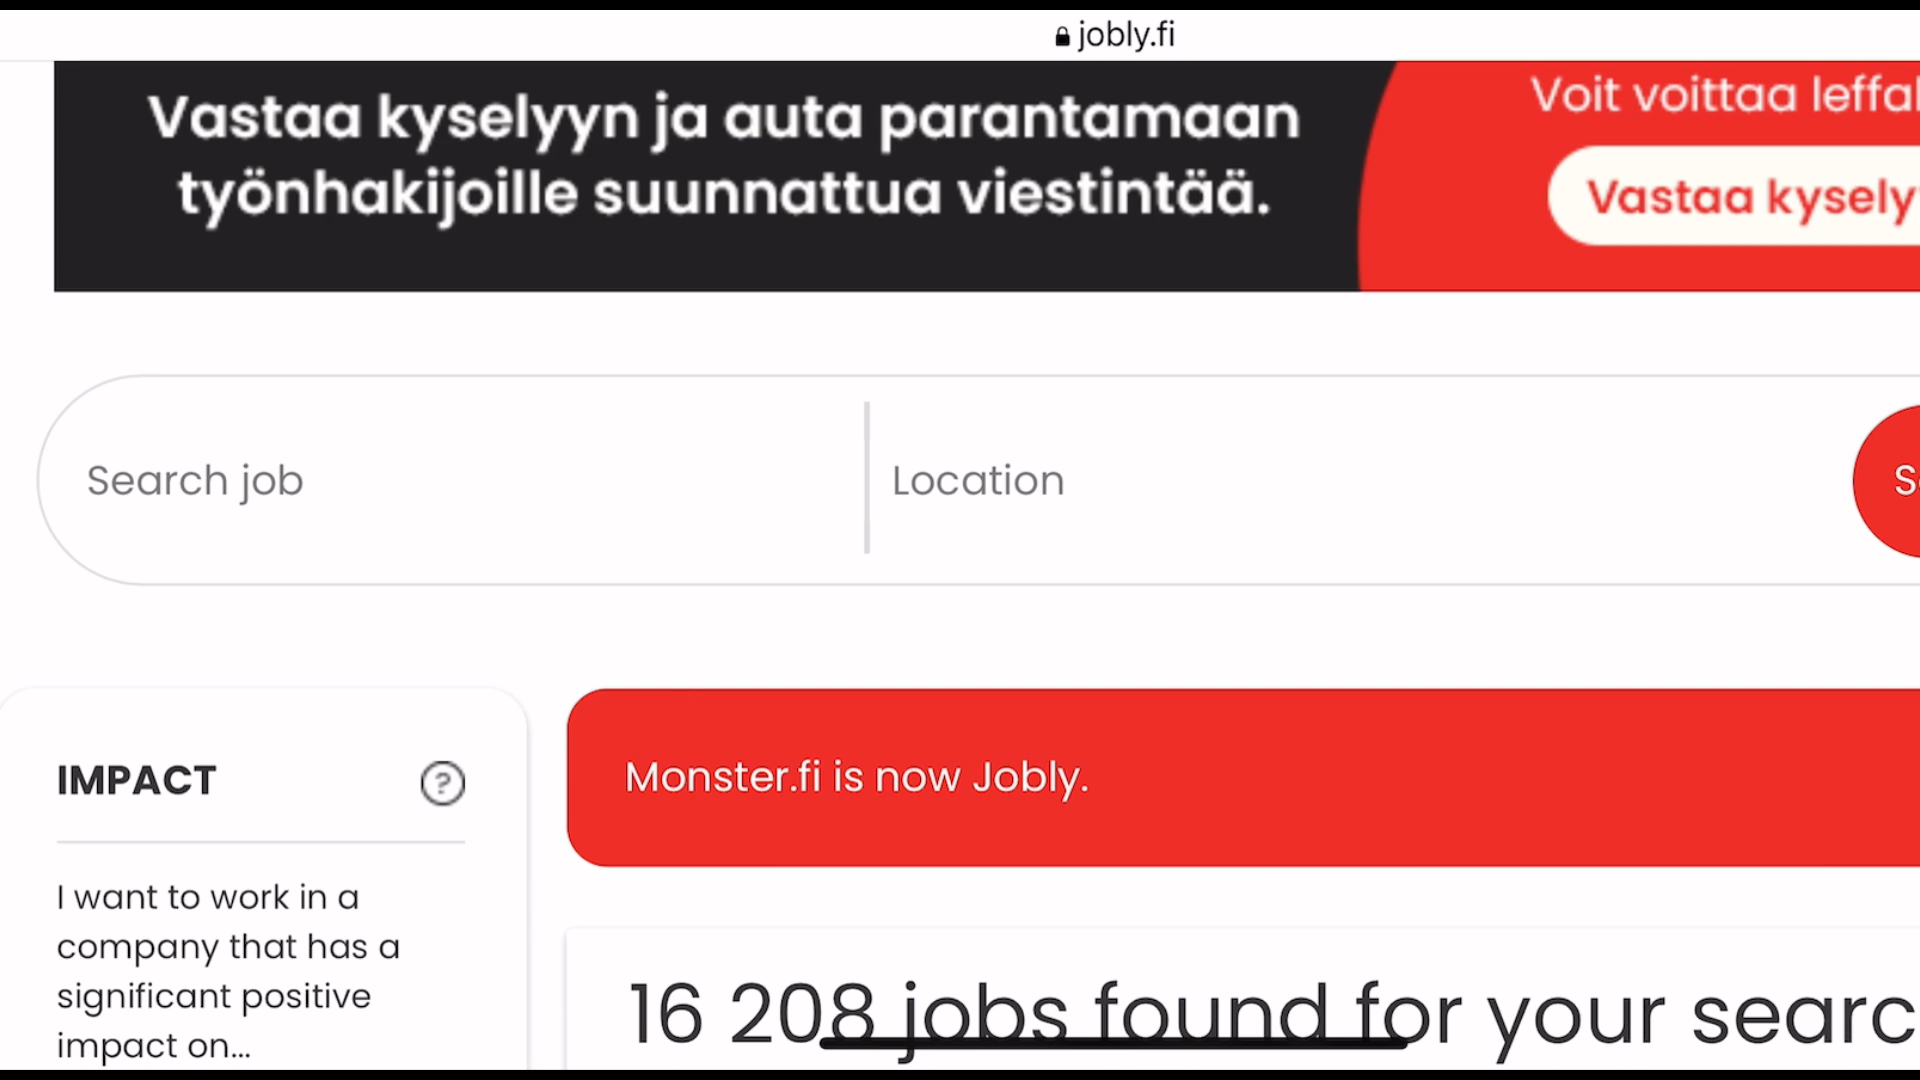 jobly.fi
Vastaa kyselyyn ja auta parantamaan
työnhakijoille suunnattua viestintää.
Voit voittaa
Vastaa
Search job
Location
IMPACT
?
Monster.fi is now Jobly.
I want to work in a
company that has a
significant positive
impact on...
16 208 jobs found for your